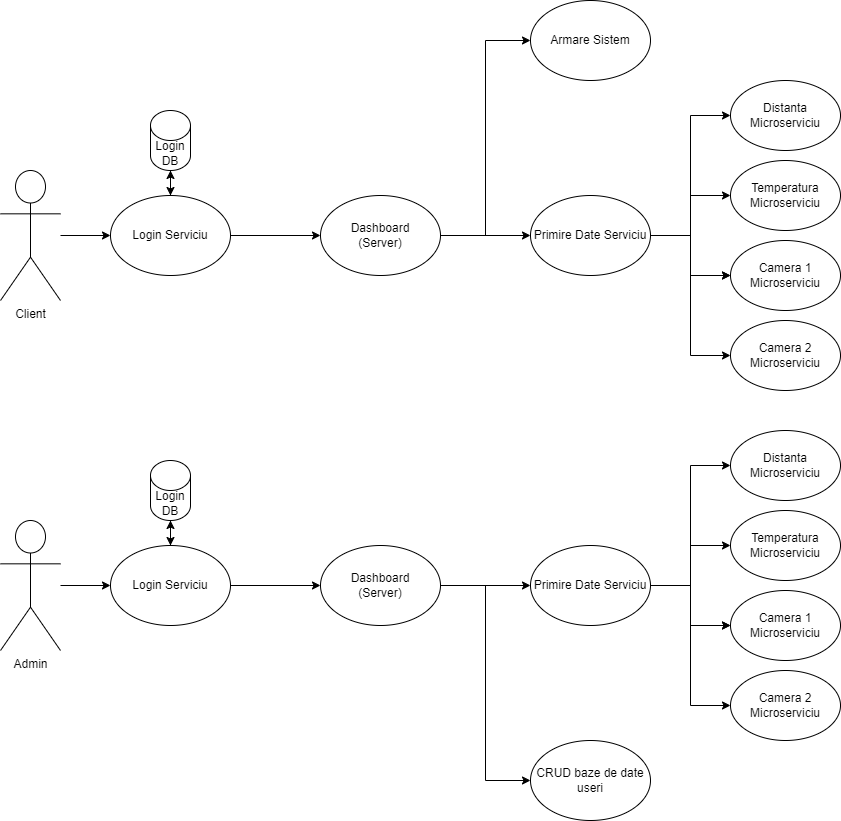 Armare Sistem
Distanta
Microserviciu
Login
DB
Temperatura
Microserviciu
Login Serviciu
Dashboard
(Server)
Primire Date Serviciu
Camera 1
Microserviciu
Client
Camera 2
Microserviciu
Distanta
Microserviciu
Login
DB
Temperatura
Microserviciu
Login Serviciu
Dashboard
(Server)
Primire Date Serviciu
Camera 1
Microserviciu
Admin
Camera 2
Microserviciu
CRUD baze de date
useri